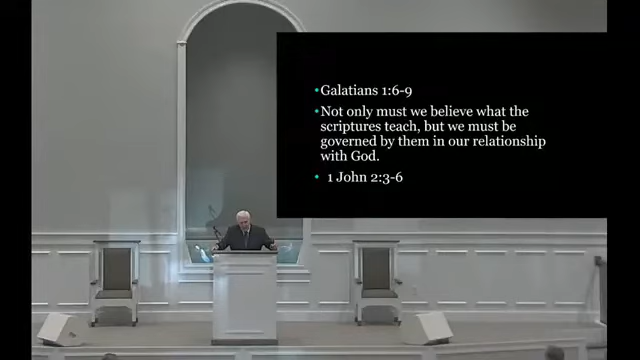 •Galatians 1:6-9
•Not only must we believe what the
scriptures teach, but we must be
governed by them in our relationship
with God.
• 1 John 2:3-6